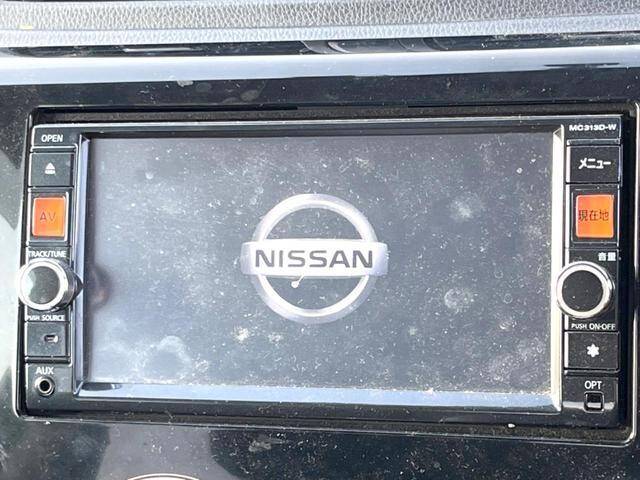 OPEN
MC313D-W
メニュー
AV
現在地
TRACK/TUNE
音量
NISSAN
PUSH SOURCE
PUSH ON-OFF
AUX
OPT